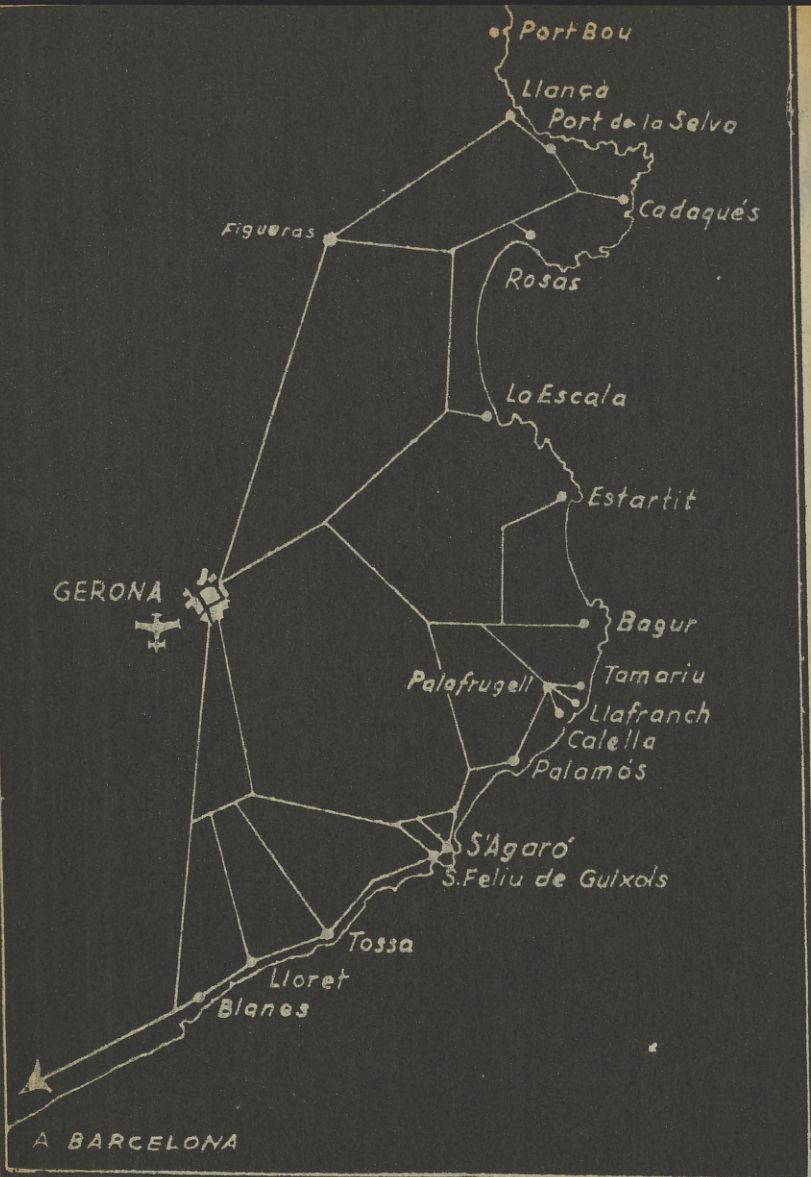 Port Bou
Llançà
Port de la Selva
Cadaqués
Figueras
Rosas
La Escala
Estartit
GERONA
Bagur
Tamariu
Palafrugell
Llafranch
Calella
Palamós
S'Agaró
S. Feliu de Guixols
Tossa
Lloret
Blanes
A BARCELONA